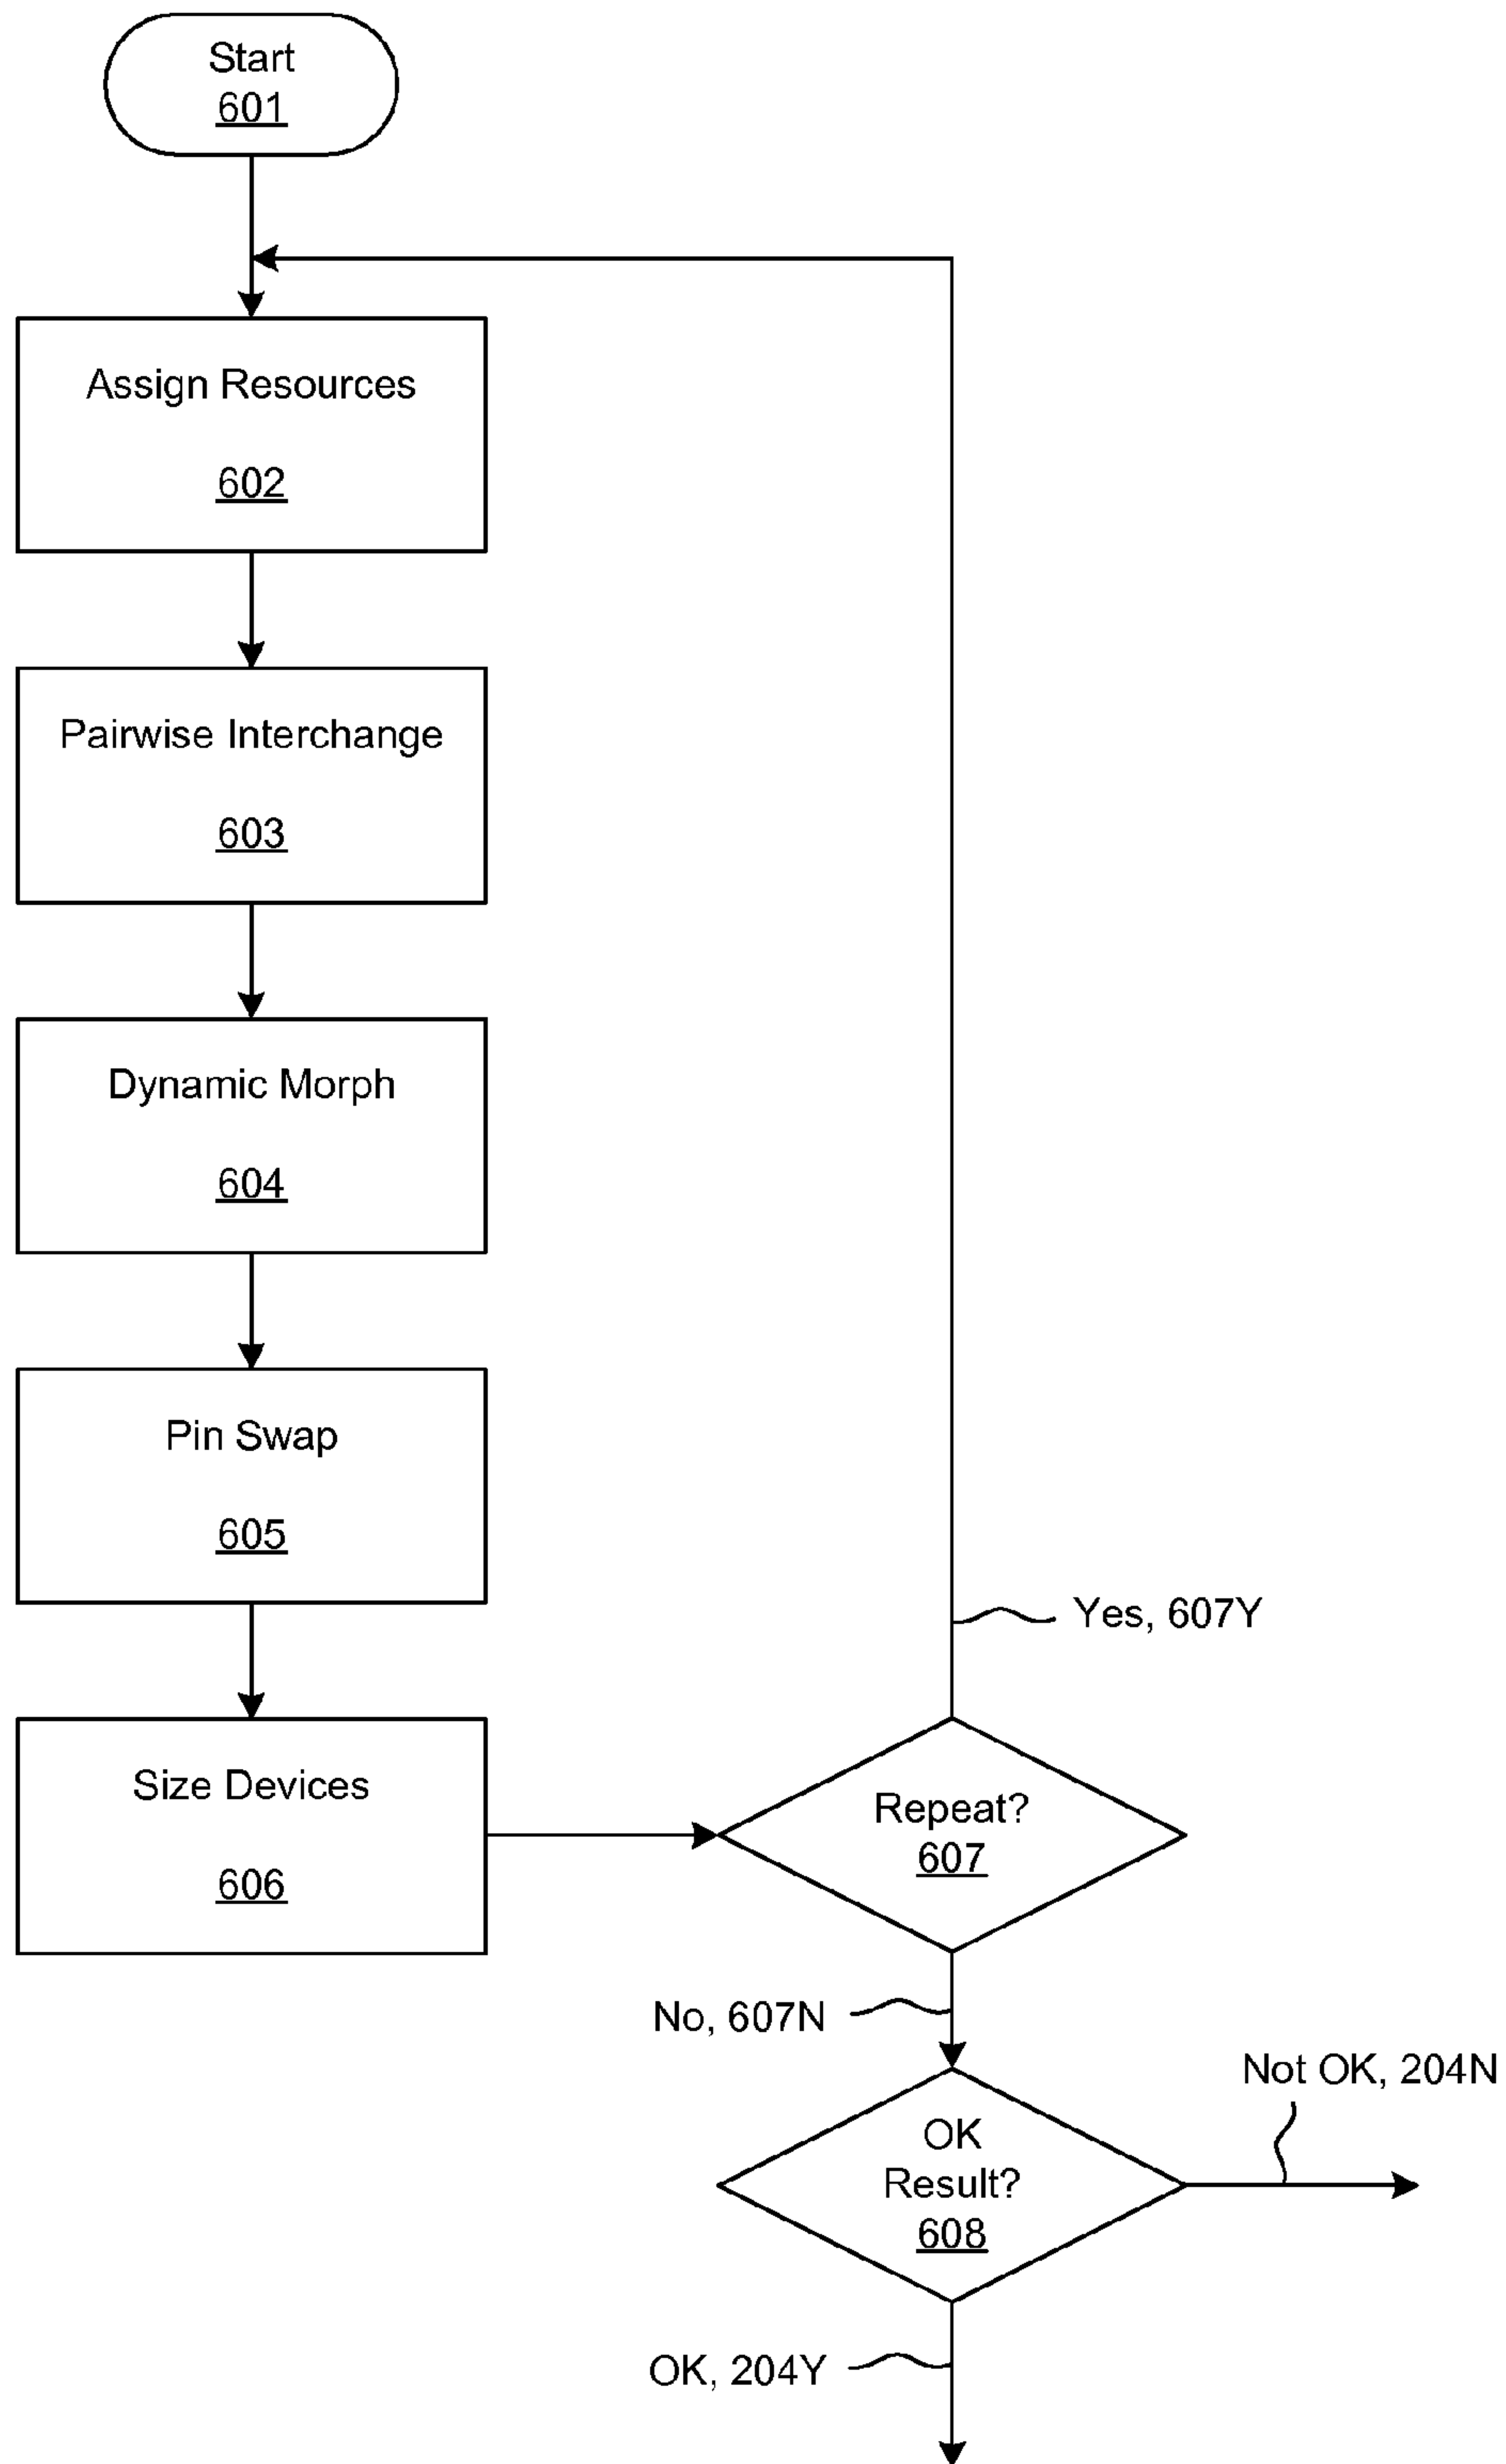 Start
601
Assign Resources
602
Pairwise Interchange
603
Dynamic Morph
604
Pin Swap
605
Yes, 607Y
Size Devices
606
Repeat?
607
No, 607N
Not OK, 204N
OK
Result?
608
OK, 204Y